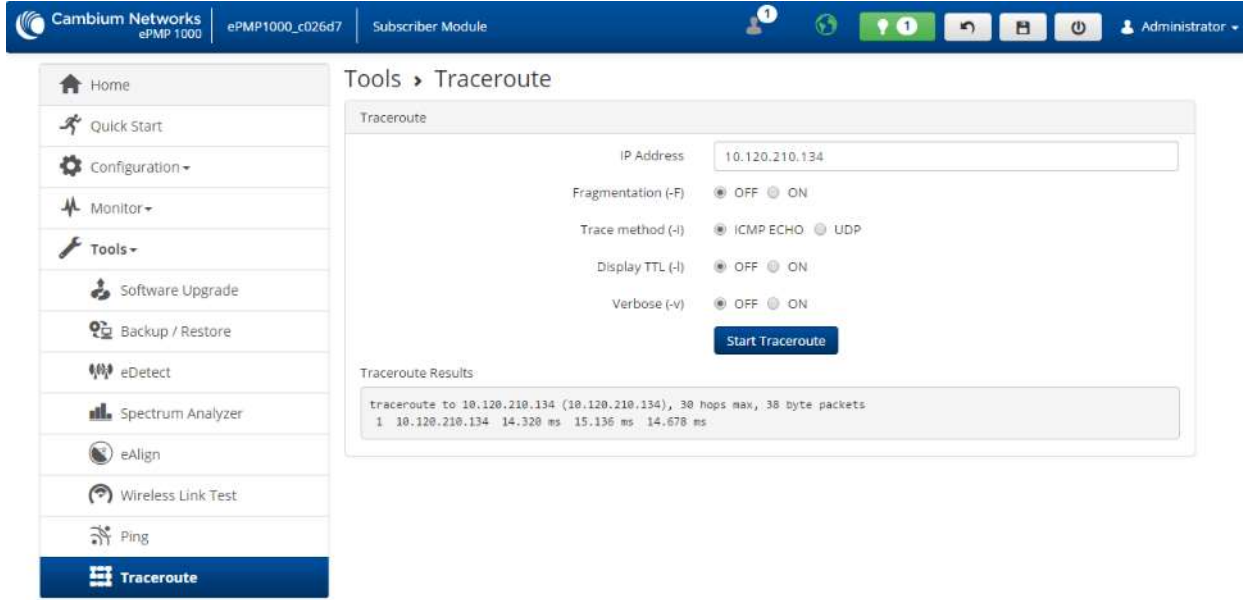 Cambium Networks
ePMP 1000
ePMP1000_c026d7
Subscriber Module
1
1
Administrator
Home
Quick Start
Configuration
Monitor
Tools
Software Upgrade
Backup / Restore
eDetect
Spectrum Analyzer
eAlign
Wireless Link Test
Ping
Traceroute
Tools > Traceroute
Traceroute
IP Address 10.120.210.134
Fragmentation (-F) OFF ON
Trace method (-I) ICMP ECHO UDP
Display TTL (-l) OFF ON
Verbose (-v) OFF ON
Start Traceroute
Traceroute Results
traceroute to 10.120.210.134 (10.120.210.134), 30 hops max, 38 byte packets
1 10.120.210.134 14.320 ms 15.136 ms 14.678 ms